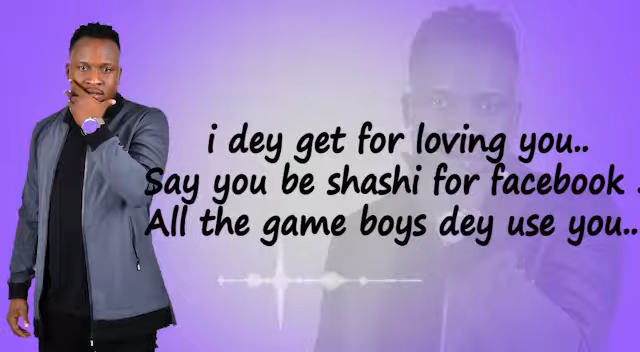 i dey get for loving you..
Say you be shashi for facebook .
All the game boys dey use you..